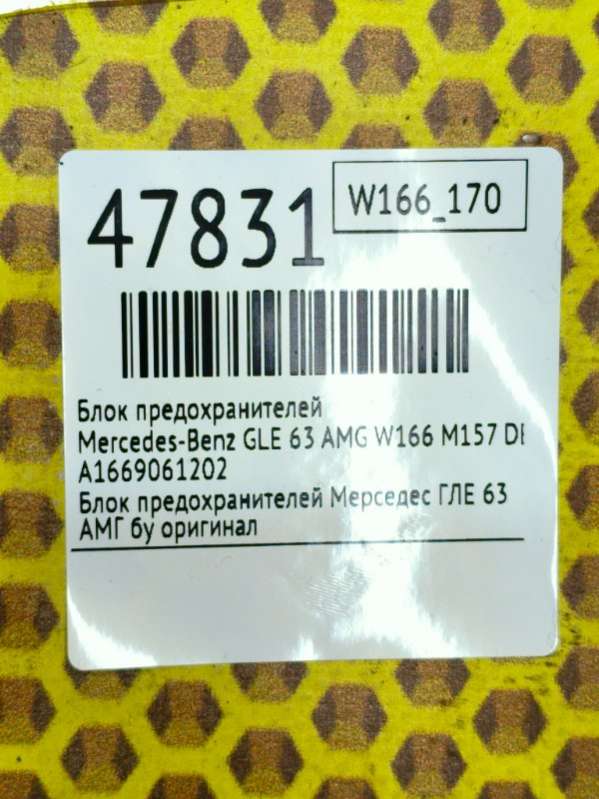 47831
W166_170
Блок предохранителей
Mercedes-Benz GLE 63 AMG W166 M157 DE
A1669061202
Блок предохранителей Мерседес ГЛЕ 63
АМГ бу оригинал